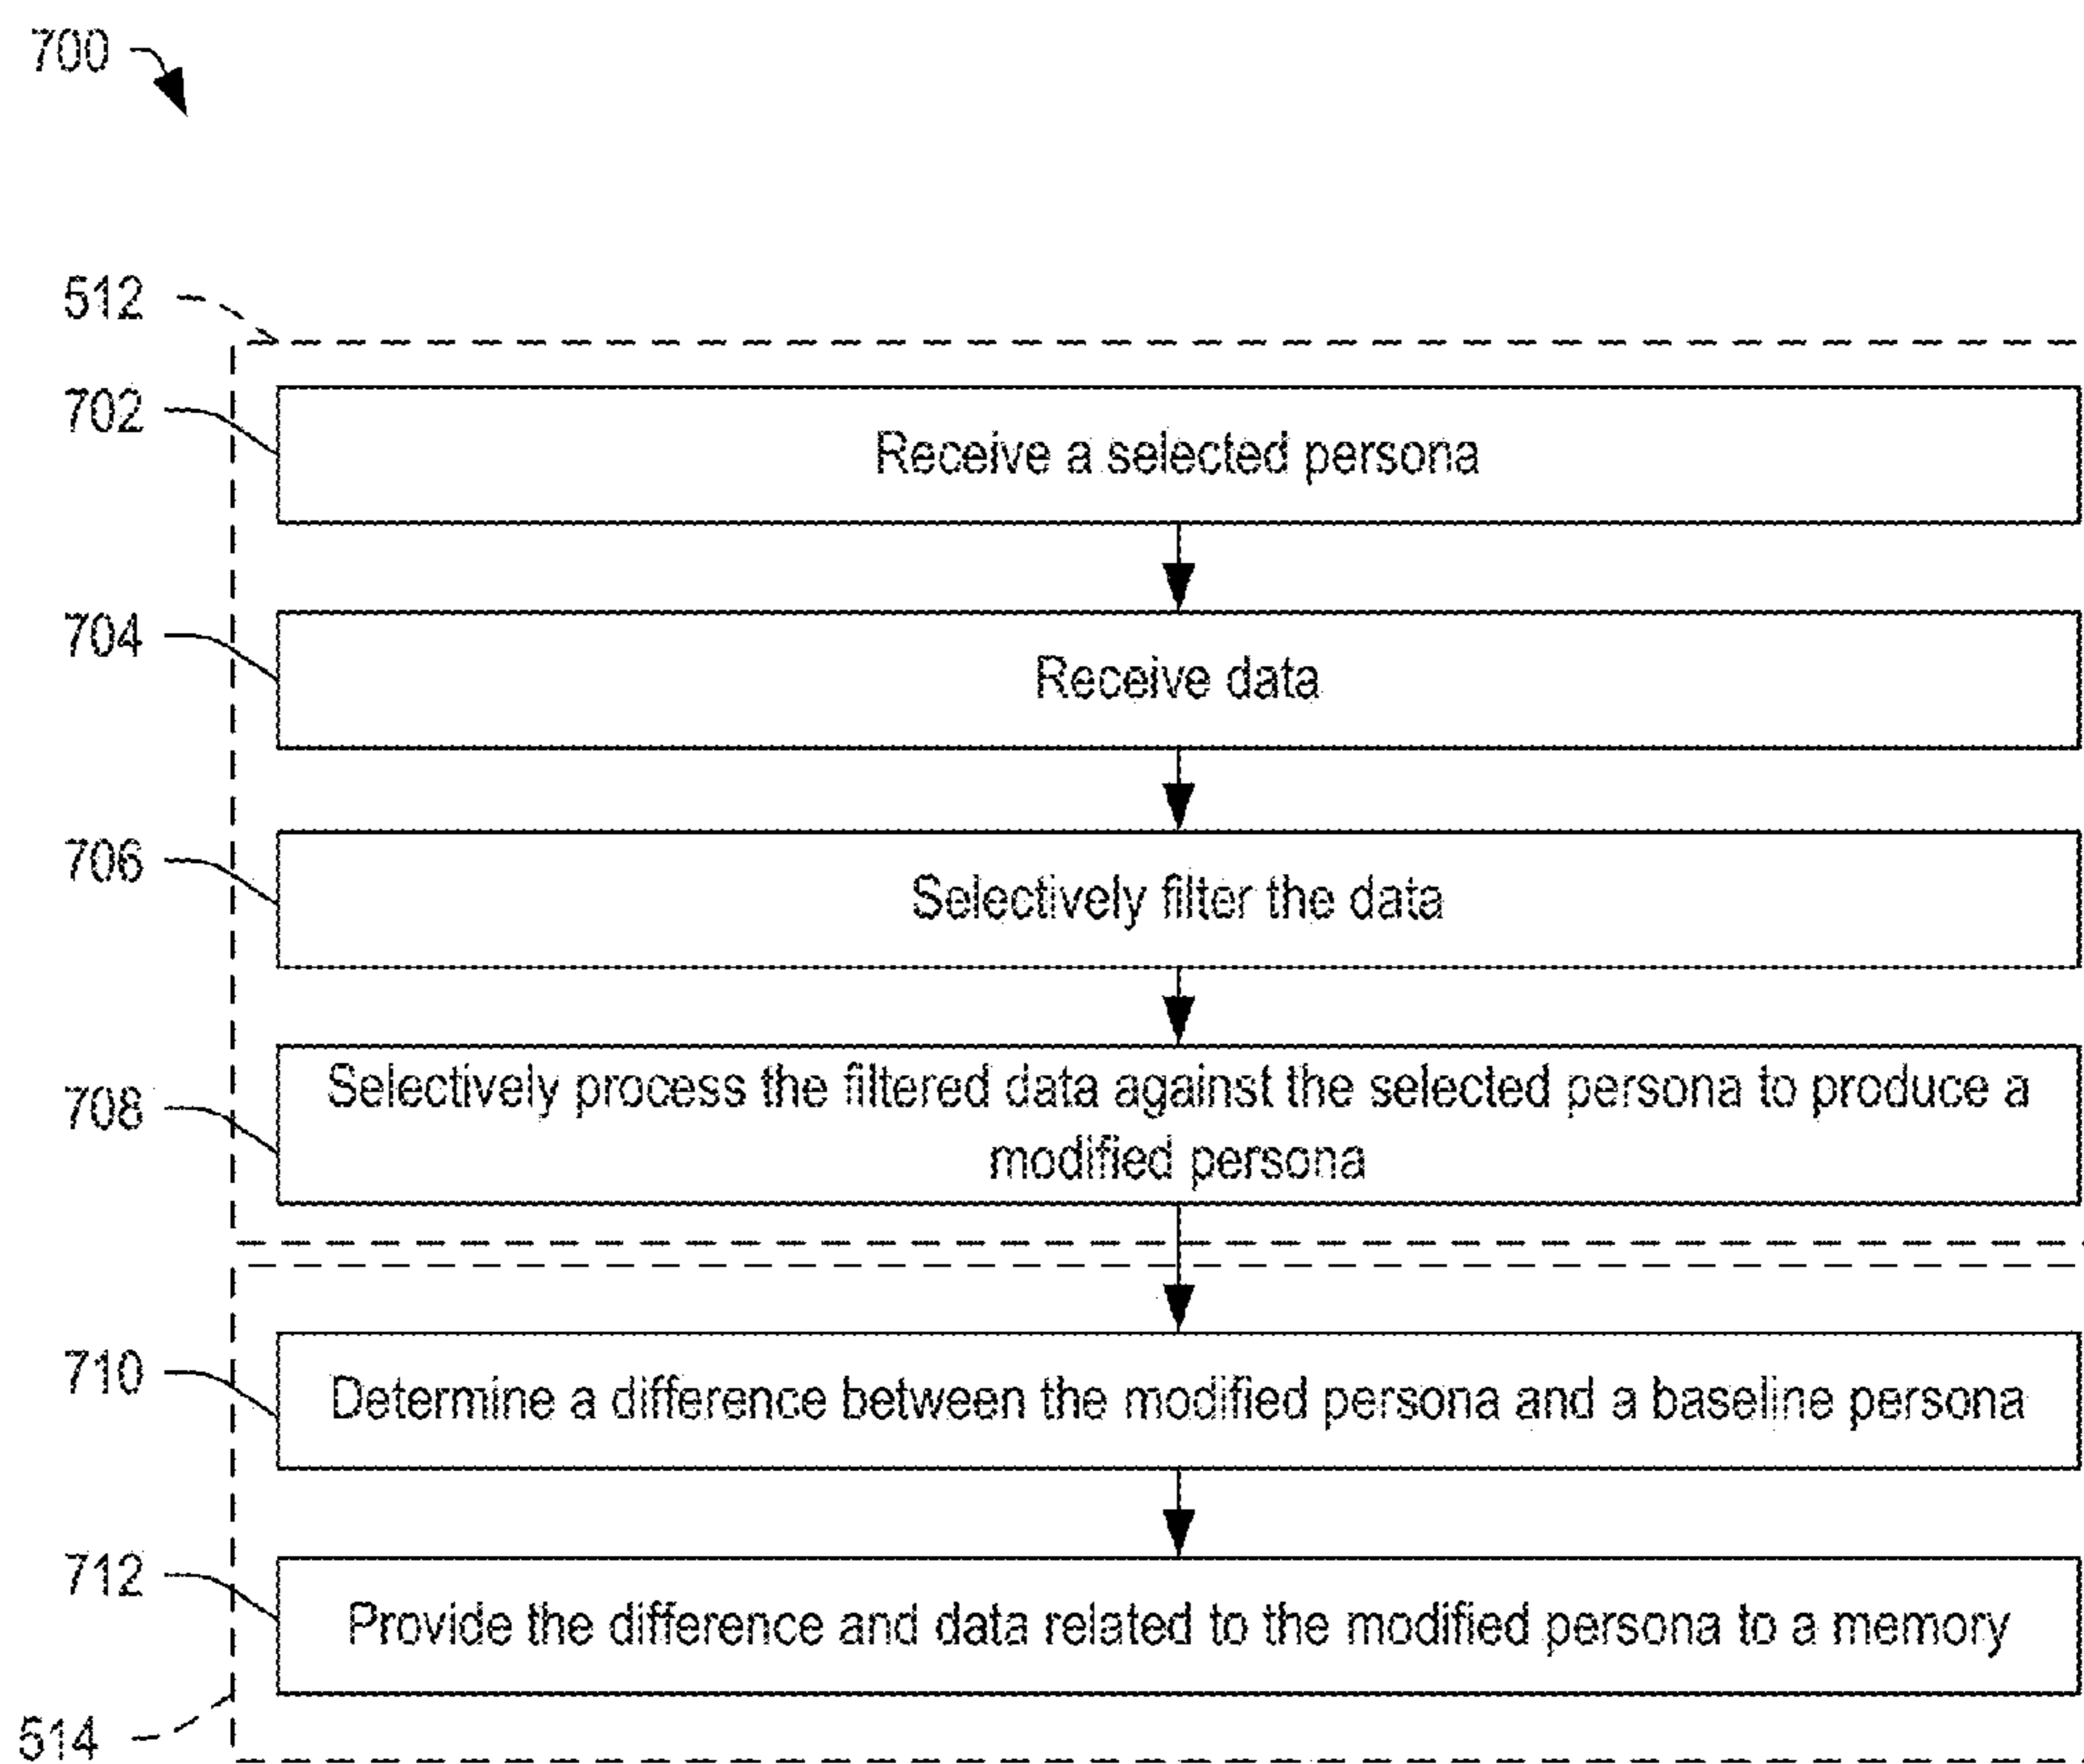 700
512
702
Receive a selected persona
704
Receive data
706
Selectively filter the data
708
Selectively process the filtered data against the selected persona to produce a
modified persona
710
Determine a difference between the modified persona and a baseline persona
712
Provide the difference and data related to the modified persona to a memory
514